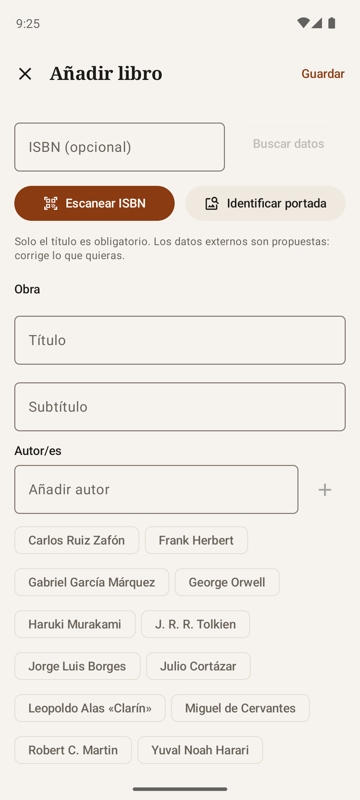 9:25
Añadir libro
Guardar
ISBN (opcional)
Buscar datos
Escanear ISBN
Identificar portada
Solo el título es obligatorio. Los datos externos son propuestas:
corrige lo que quieras.
Obra
Título
Subtítulo
Autor/es
Añadir autor
Carlos Ruiz Zafón
Frank Herbert
Gabriel García Márquez
George Orwell
Haruki Murakami
J. R. R. Tolkien
Jorge Luis Borges
Julio Cortázar
Leopoldo Alas «Clarín»
Miguel de Cervantes
Robert C. Martin
Yuval Noah Harari